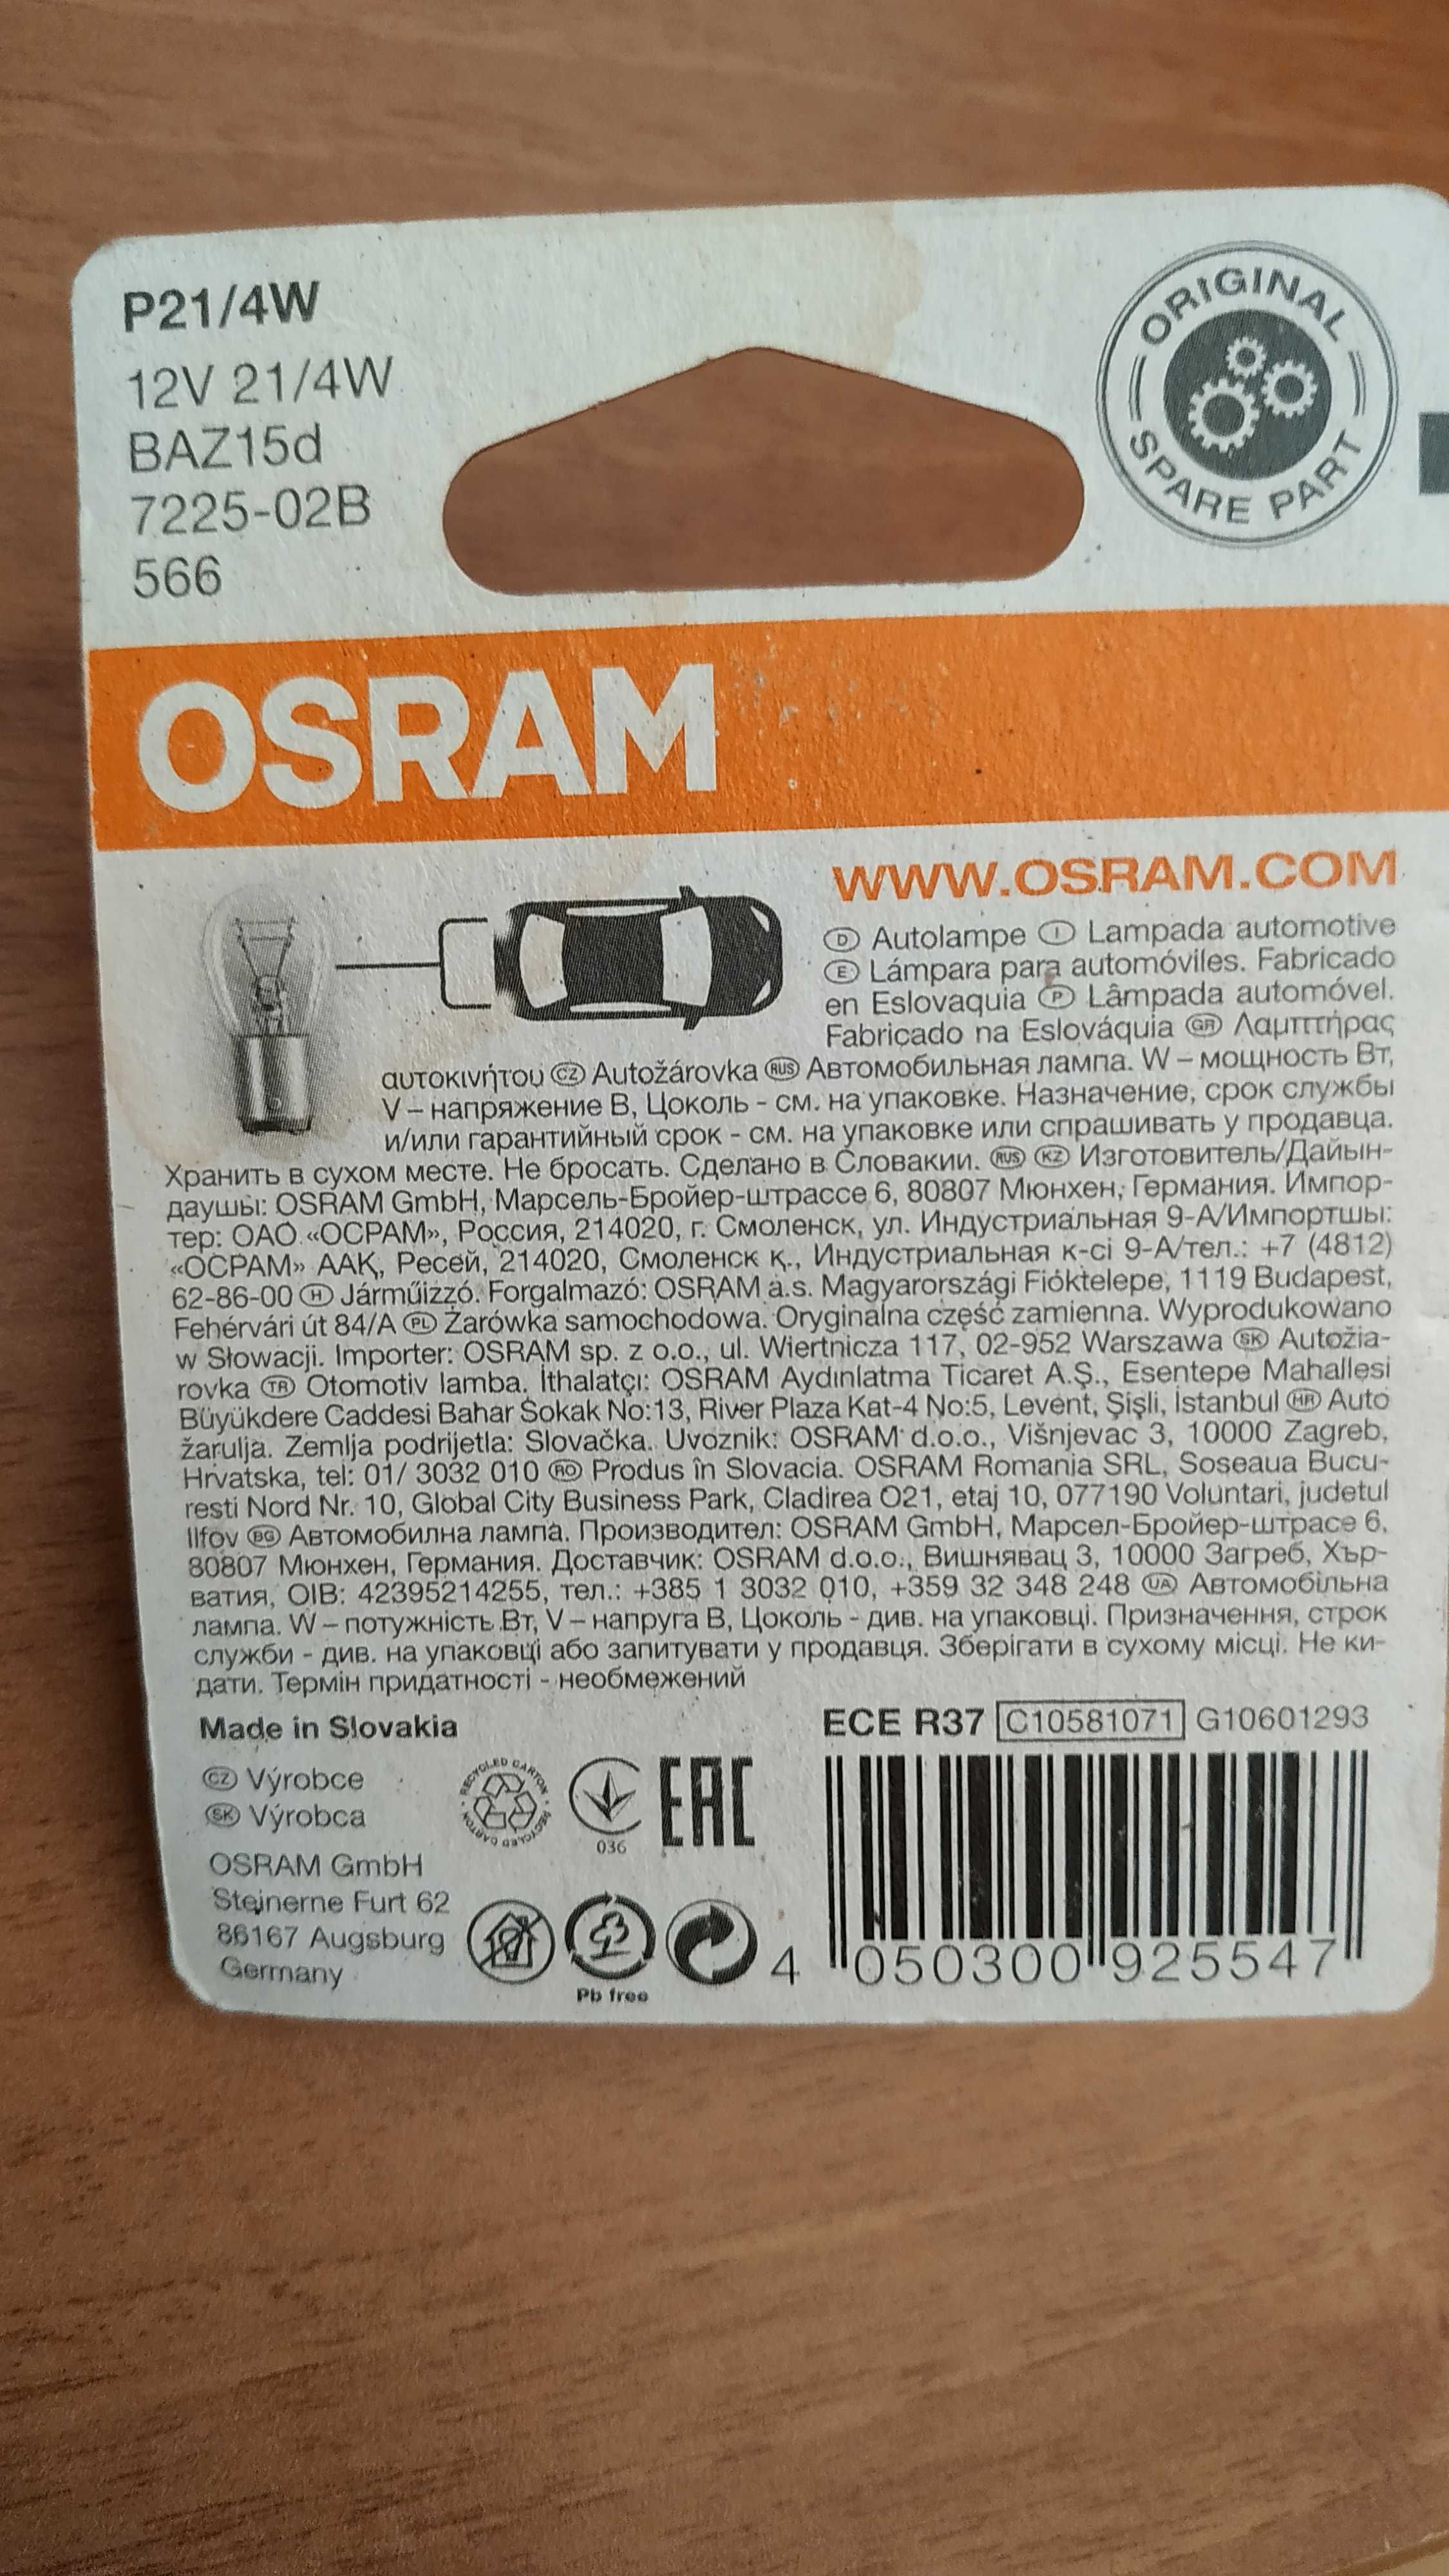 P21/4W
12V 21/4W
BAZ15d
7225-02B
566
ORIGINAL
SPARE PART
OSRAM
WWW.OSRAM.COM
D Autolampe I Lampada automotive
E Lámpara para automóviles. Fabricado
en Eslovaquia P Lâmpada automóvel.
Fabricado na Eslováquia GR Λαμπτήρας
αυτοκινήτου CZ Autožárovka RUS Автомобильная лампа. W – мощность Вт,
V – напряжение В, Цоколь - см. на упаковке. Назначение, срок службы
и/или гарантийный срок - см. на упаковке или спрашивать у продавца.
Хранить в сухом месте. Не бросать. Сделано в Словакии. RUS KZ Изготовитель/Дайын-
даушы: OSRAM GmbH, Марсель-Бройер-штрассе 6, 80807 Мюнхен, Германия. Импор-
тер: ОАО «ОСРАМ», Россия, 214020, г. Смоленск, ул. Индустриальная 9-А/Импортшы:
«ОСРАМ» ААҚ, Ресей, 214020, Смоленск қ., Индустриальная к-сі 9-А/тел.: +7 (4812)
62-86-00 H Járműizzó. Forgalmazó: OSRAM a.s. Magyarországi Fióktelepe, 1119 Budapest,
Fehérvári út 84/A PL Żarówka samochodowa. Oryginalna część zamienna. Wyprodukowano
w Słowacji. Importer: OSRAM sp. z o.o., ul. Wiertnicza 117, 02-952 Warszawa SK Autožia-
rovka TR Otomotiv lamba. İthalatçı: OSRAM Aydınlatma Ticaret A.Ş., Esentepe Mahallesi
Büyükdere Caddesi Bahar Sokak No:13, River Plaza Kat-4 No:5, Levent, Şişli, İstanbul HR Auto
žarulja. Zemlja podrijetla: Slovačka. Uvoznik: OSRAM d.o.o., Višnjevac 3, 10000 Zagreb,
Hrvatska, tel: 01/ 3032 010 RO Produs în Slovacia. OSRAM Romania SRL, Soseaua Bucu-
resti Nord Nr. 10, Global City Business Park, Cladirea O21, etaj 10, 077190 Voluntari, judetul
Ilfov BG Автомобилна лампа. Производител: OSRAM GmbH, Марсел-Бройер-штрасе 6,
80807 Мюнхен, Германия. Доставчик: OSRAM d.o.o., Вишнявац 3, 10000 Загреб, Хър-
ватия, OIB: 42395214255, тел.: +385 1 3032 010, +359 32 348 248 UA Автомобільна
лампа. W – потужність Вт, V – напруга В, Цоколь - див. на упаковці. Призначення, строк
служби - див. на упаковці або запитувати у продавця. Зберігати в сухому місці. Не ки-
дати. Термін придатності - необмежений
Made in Slovakia
ECE R37 C10581071 G10601293
CZ Výrobce
SK Výrobca
OSRAM GmbH
Steinerne Furt 62
86167 Augsburg
Germany
RECYCLED CARTON • RECYCLED CARTON •
036
EAC
Pb free
4 050300 925547